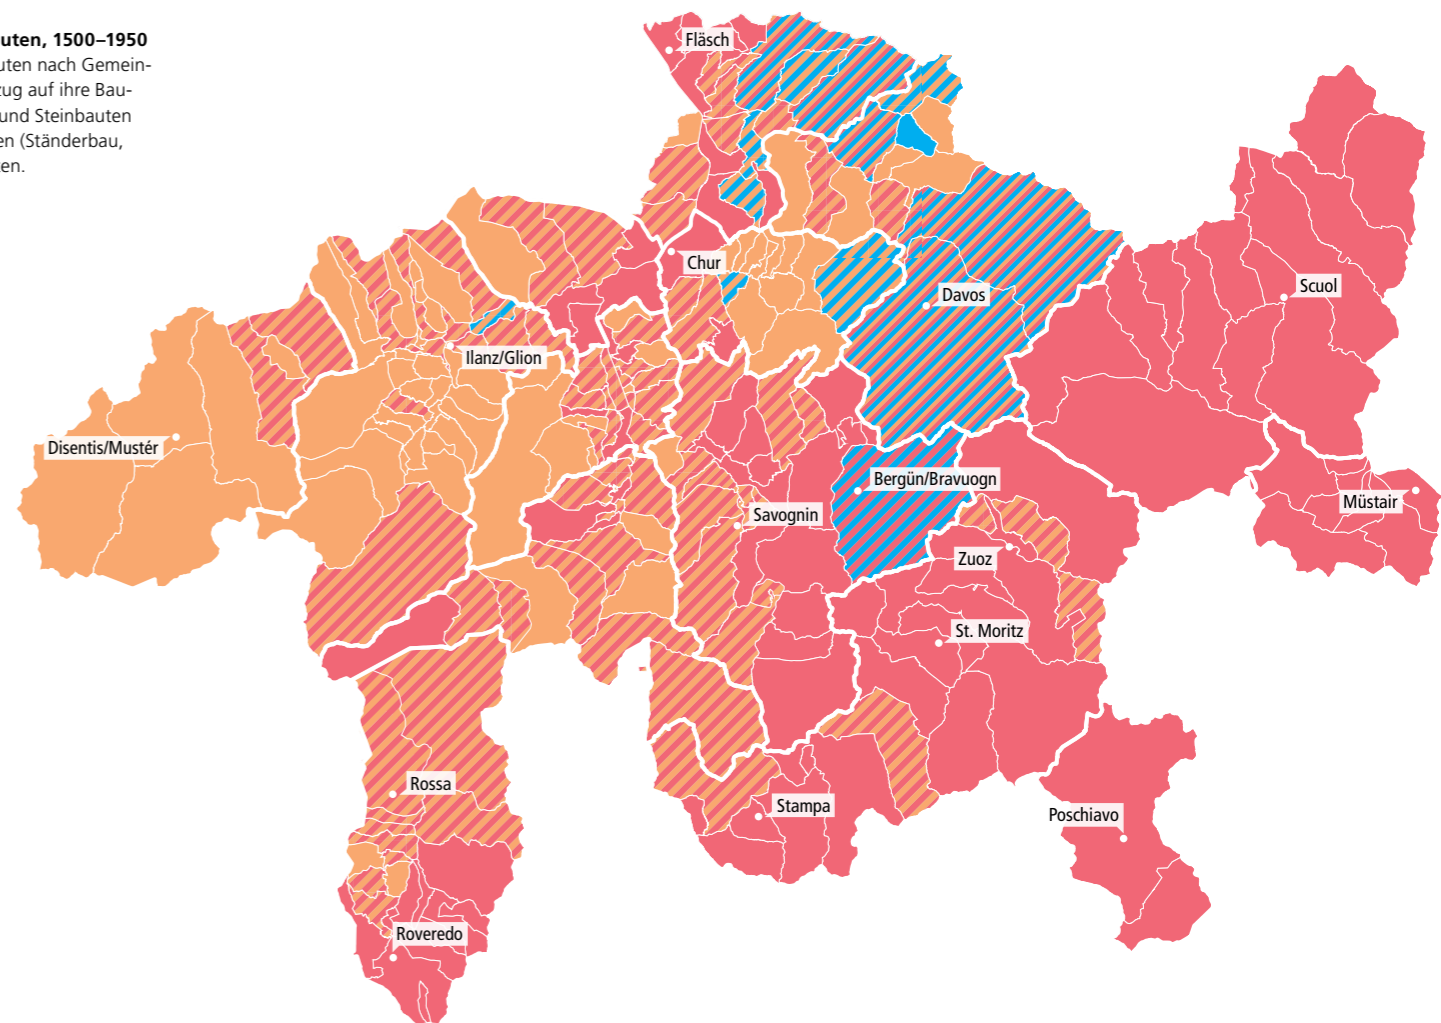 uten, 1500–1950
uten nach Gemein-
zug auf ihre Bau-
und Steinbauten
en (Ständerbau,
ten.
Fläsch
Chur
Davos
Scuol
Ilanz/Glion
Disentis/Mustér
Bergün/Bravuogn
Müstair
Savognin
Zuoz
St. Moritz
Rossa
Stampa
Poschiavo
Roveredo